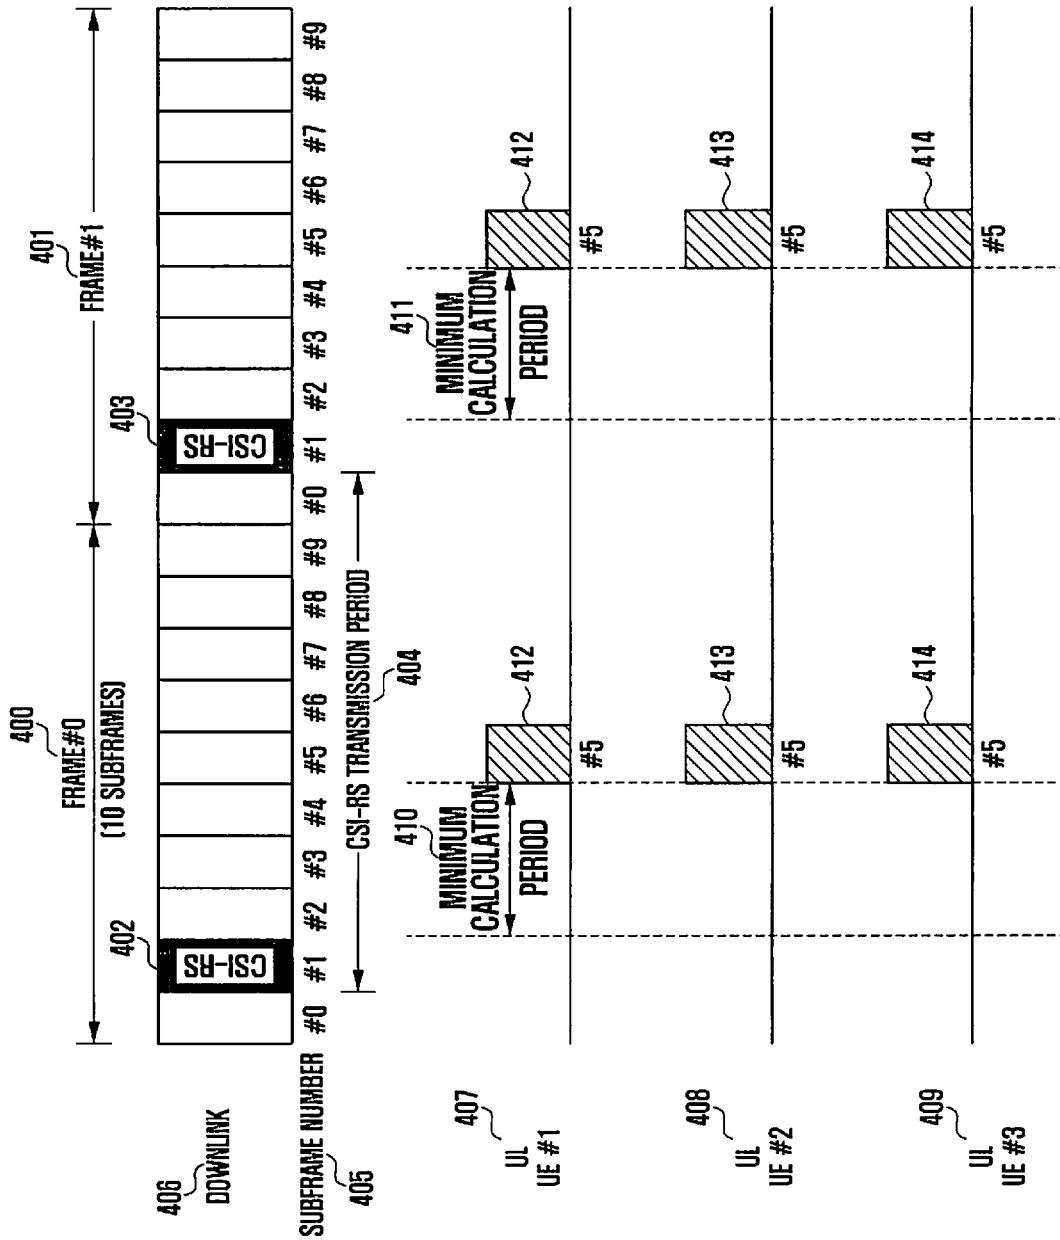 400
FRAME#0
(10 SUBFRAMES)
401
FRAME#1
402
403
406
DOWNLINK
CSI-RS
CSI-RS
SUBFRAME NUMBER
405
#0
#1
#2
#3
#4
#5
#6
#7
#8
#9
#0
#1
#2
#3
#4
#5
#6
#7
#8
#9
CSI-RS TRANSMISSION PERIOD
404
410
MINIMUM
CALCULATION
PERIOD
411
MINIMUM
CALCULATION
PERIOD
407
UL
UE #1
412
#5
412
#5
408
UL
UE #2
413
#5
413
#5
409
UL
UE #3
414
#5
414
#5